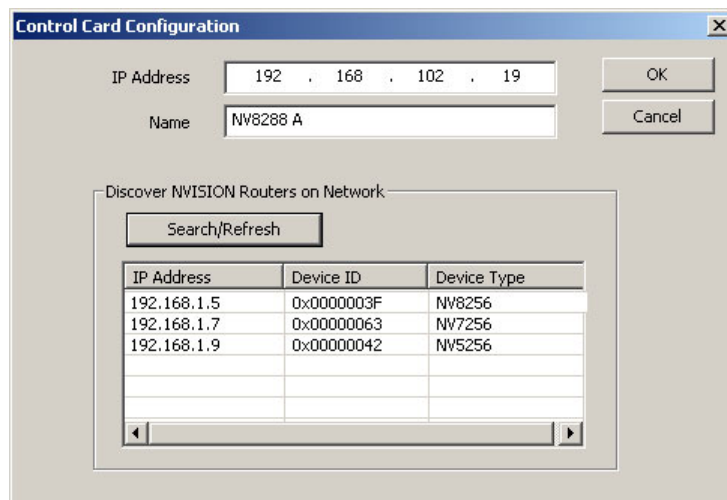 Control Card Configuration
IP Address 192 . 168 . 102 . 19 OK
Name NV8288 A Cancel
Discover NVISION Routers on Network
Search/Refresh
IP Address Device ID Device Type
192.168.1.5 0x0000003F NV8256
192.168.1.7 0x00000063 NV7256
192.168.1.9 0x00000042 NV5256